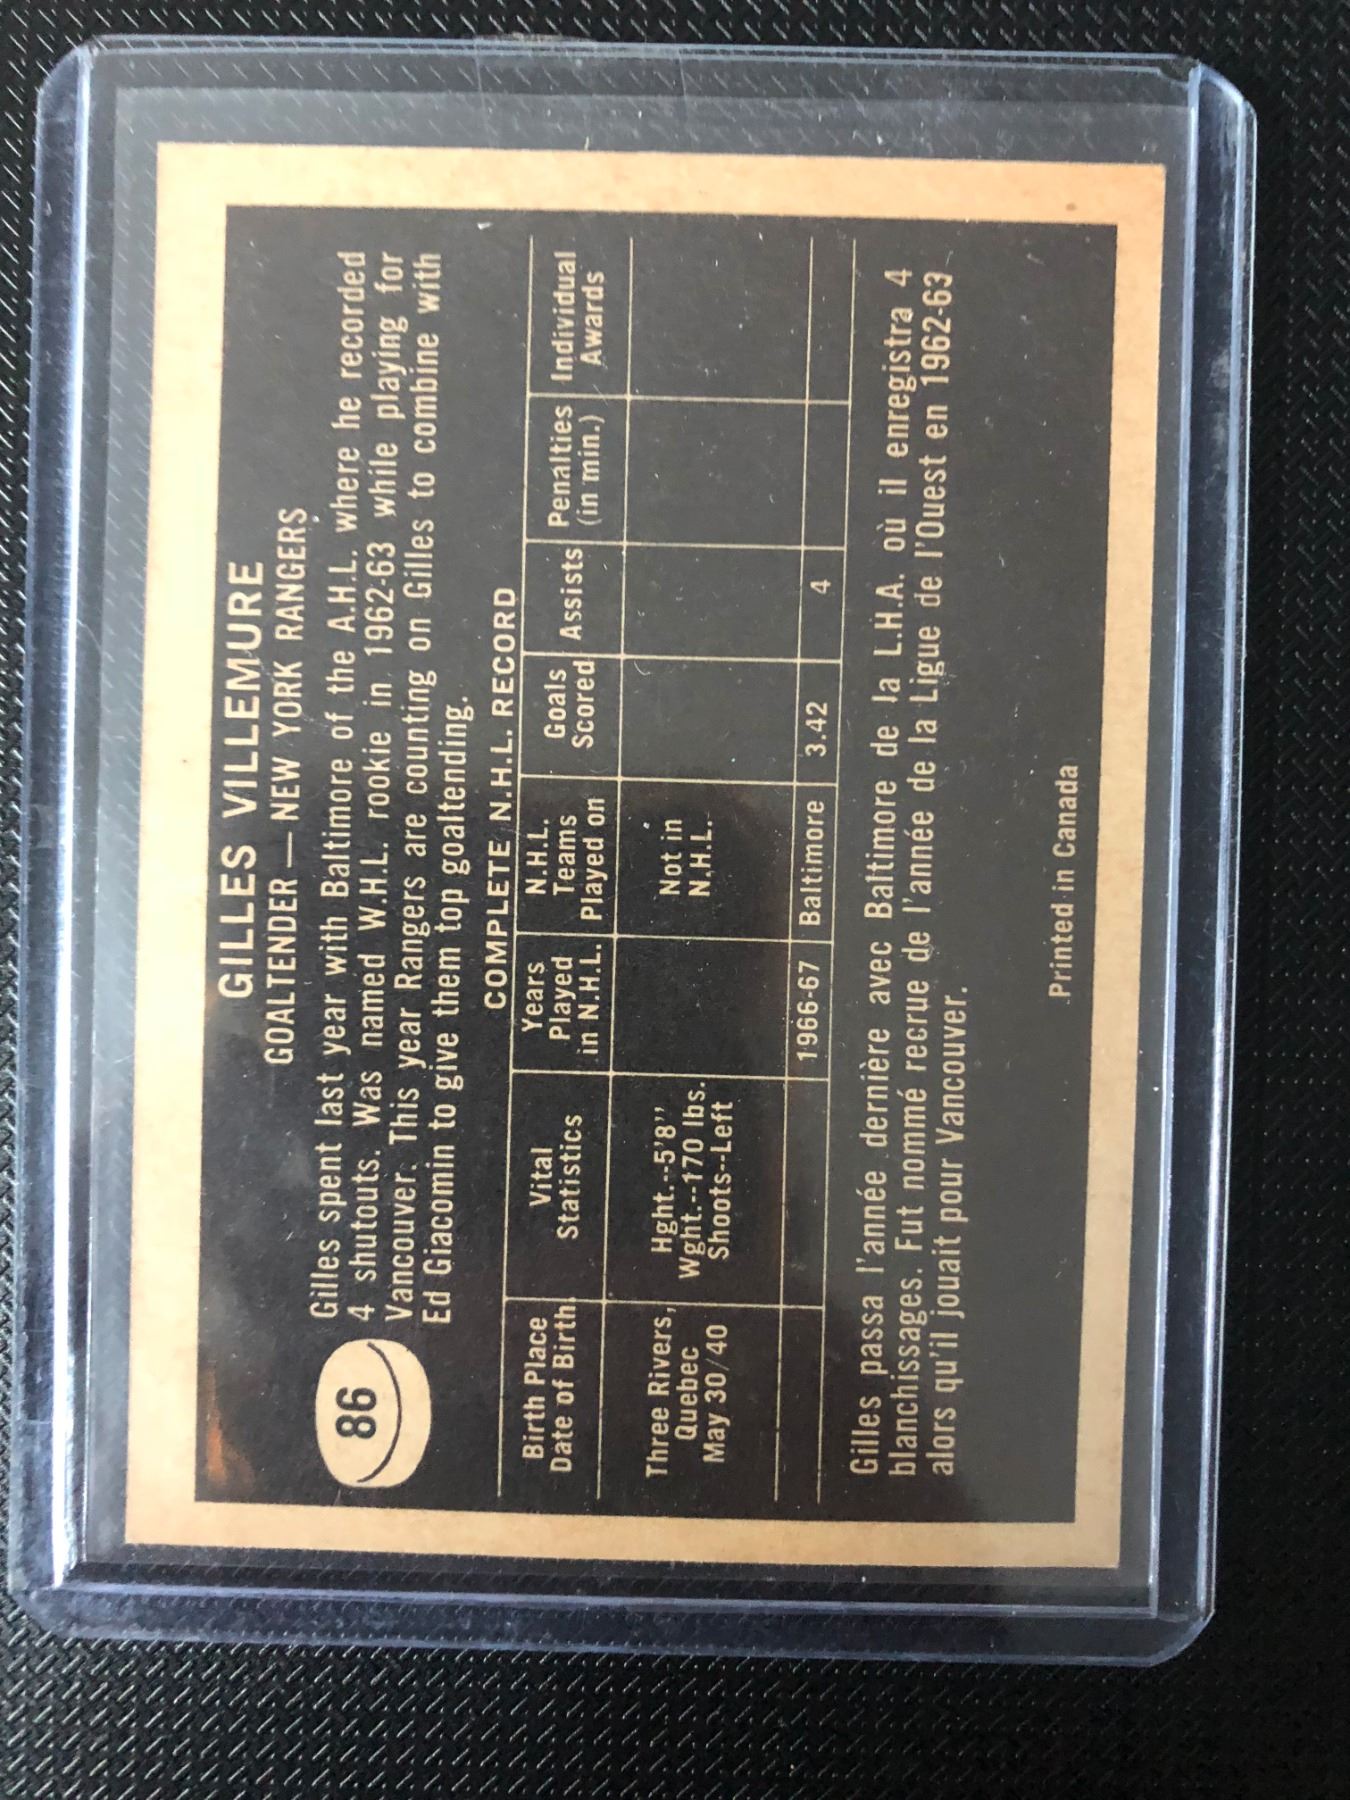 GILLES VILLEMURE
GOALTENDER — NEW YORK RANGERS
86
Gilles spent last year with Baltimore of the A.H.L. where he recorded
4 shutouts. Was named W.H.L. rookie in 1962-63 while playing for
Vancouver. This year Rangers are counting on Gilles to combine with
Ed Giacomin to give them top goaltending.
COMPLETE N.H.L. RECORD
Birth Place
Date of Birth
Vital
Statistics
Years
Played
in N.H.L.
N.H.L.
Teams
Played on
Goals
Scored
Assists
Penalties
(in min.)
Individual
Awards
Three Rivers,
Quebec
May 30/40
Hght.--5'8"
Wght.--170 lbs.
Shoots--Left
Not in
N.H.L.
1966-67 Baltimore 3.42 4
Gilles passa l'année dernière avec Baltimore de la L.H.A. où il enregistra 4
blanchissages. Fut nommé recrue de l'année de la Ligue de l'Ouest en 1962-63
alors qu'il jouait pour Vancouver.
Printed in Canada